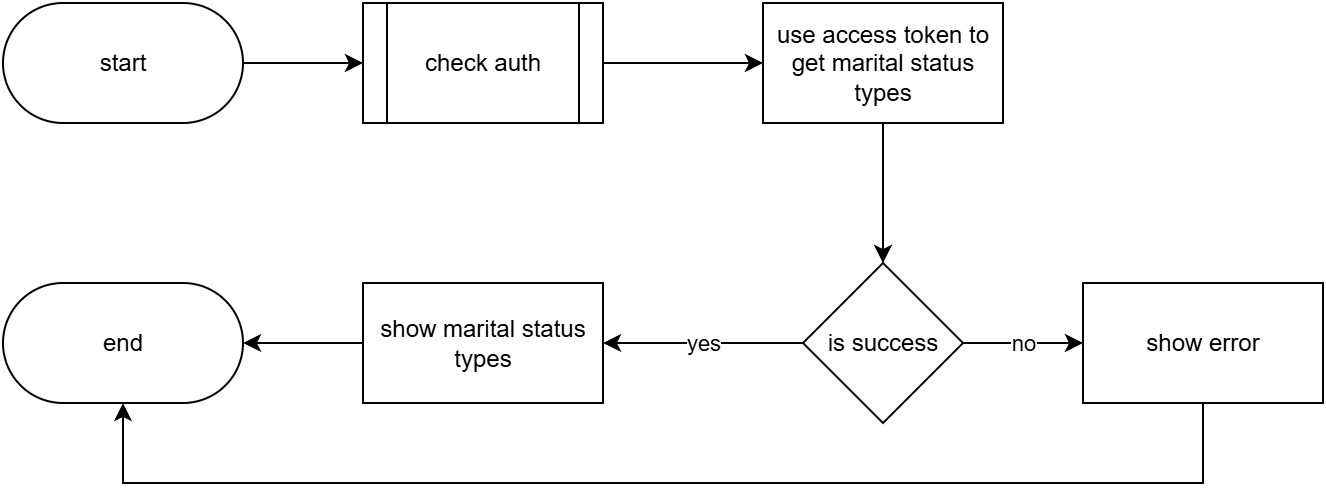 start
check auth
use access token to
get marital status
types
end
show marital status
types
yes
is success
no
show error